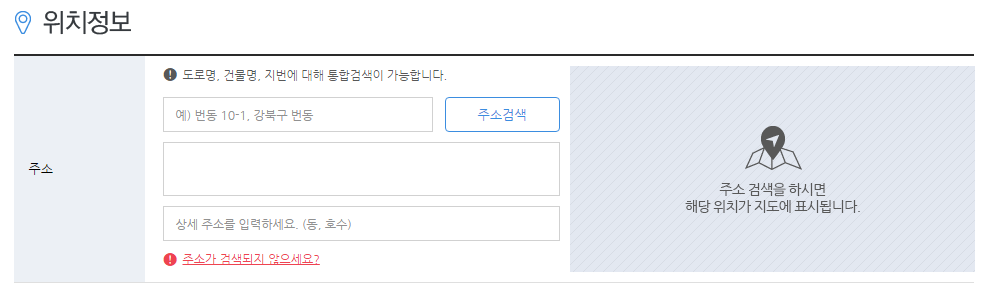 위치정보
도로명, 건물명, 지번에 대해 통합검색이 가능합니다.
예) 번동 10-1, 강북구 번동
주소검색
주소
상세 주소를 입력하세요. (동, 호수)
주소가 검색되지 않으세요?
주소 검색을 하시면
해당 위치가 지도에 표시됩니다.